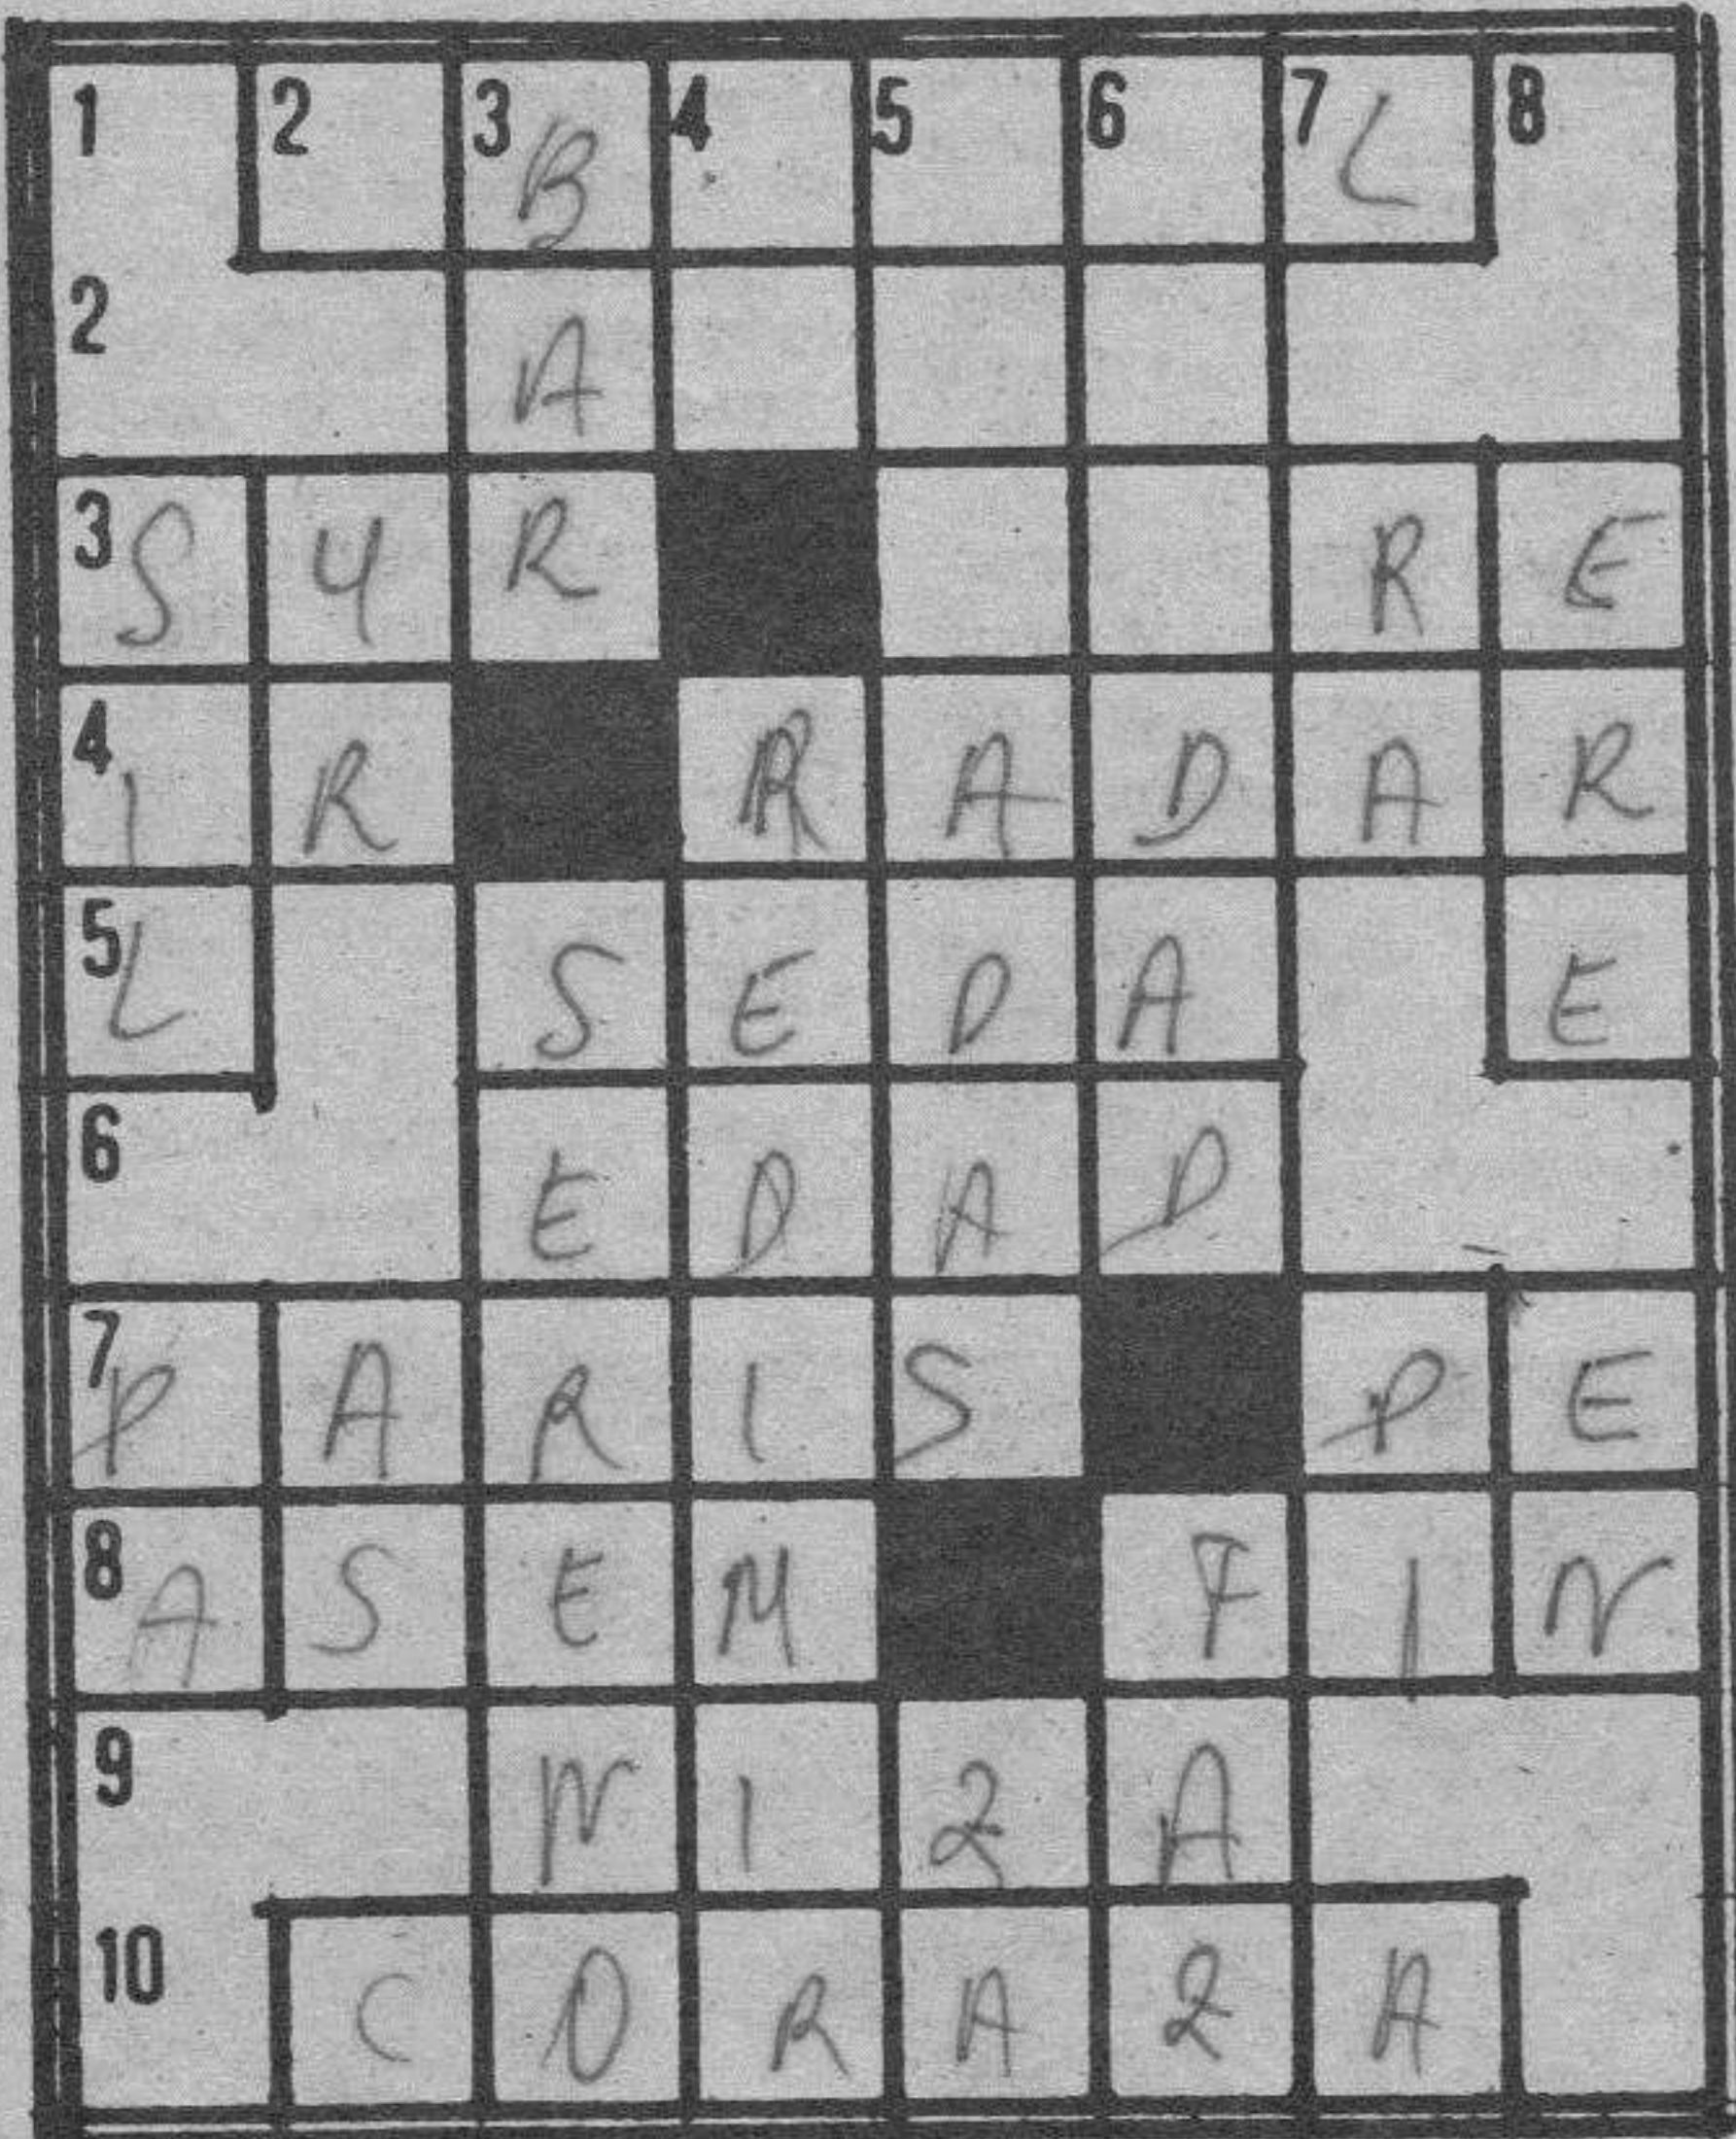 1 2 3 B 4 5 6 7 L 8
2 A
3 S U R R E
4 I R R A D A R
5 L S E D A E
6 E D A D
7 P A R I S P E
8 A S E M F I N
9 N I Z A
10 C O R A Z A